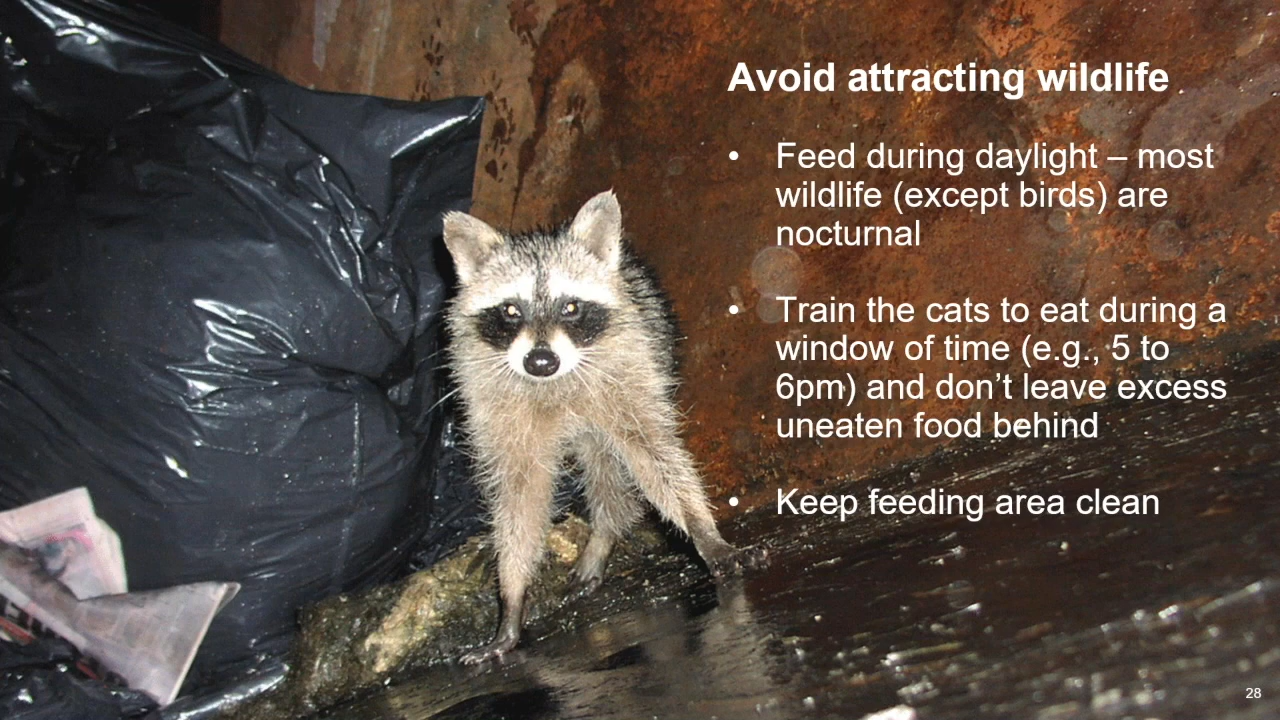 Avoid attracting wildlife
• Feed during daylight – most
wildlife (except birds) are
nocturnal
• Train the cats to eat during a
window of time (e.g., 5 to
6pm) and don’t leave excess
uneaten food behind
• Keep feeding area clean
28